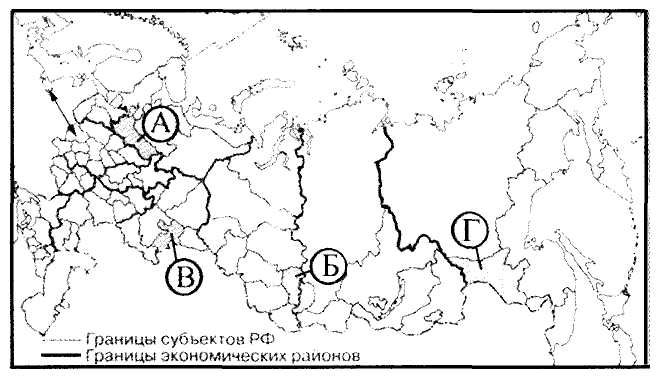 А
Г
Б
В
Границы субъектов РФ
Границы экономических районов